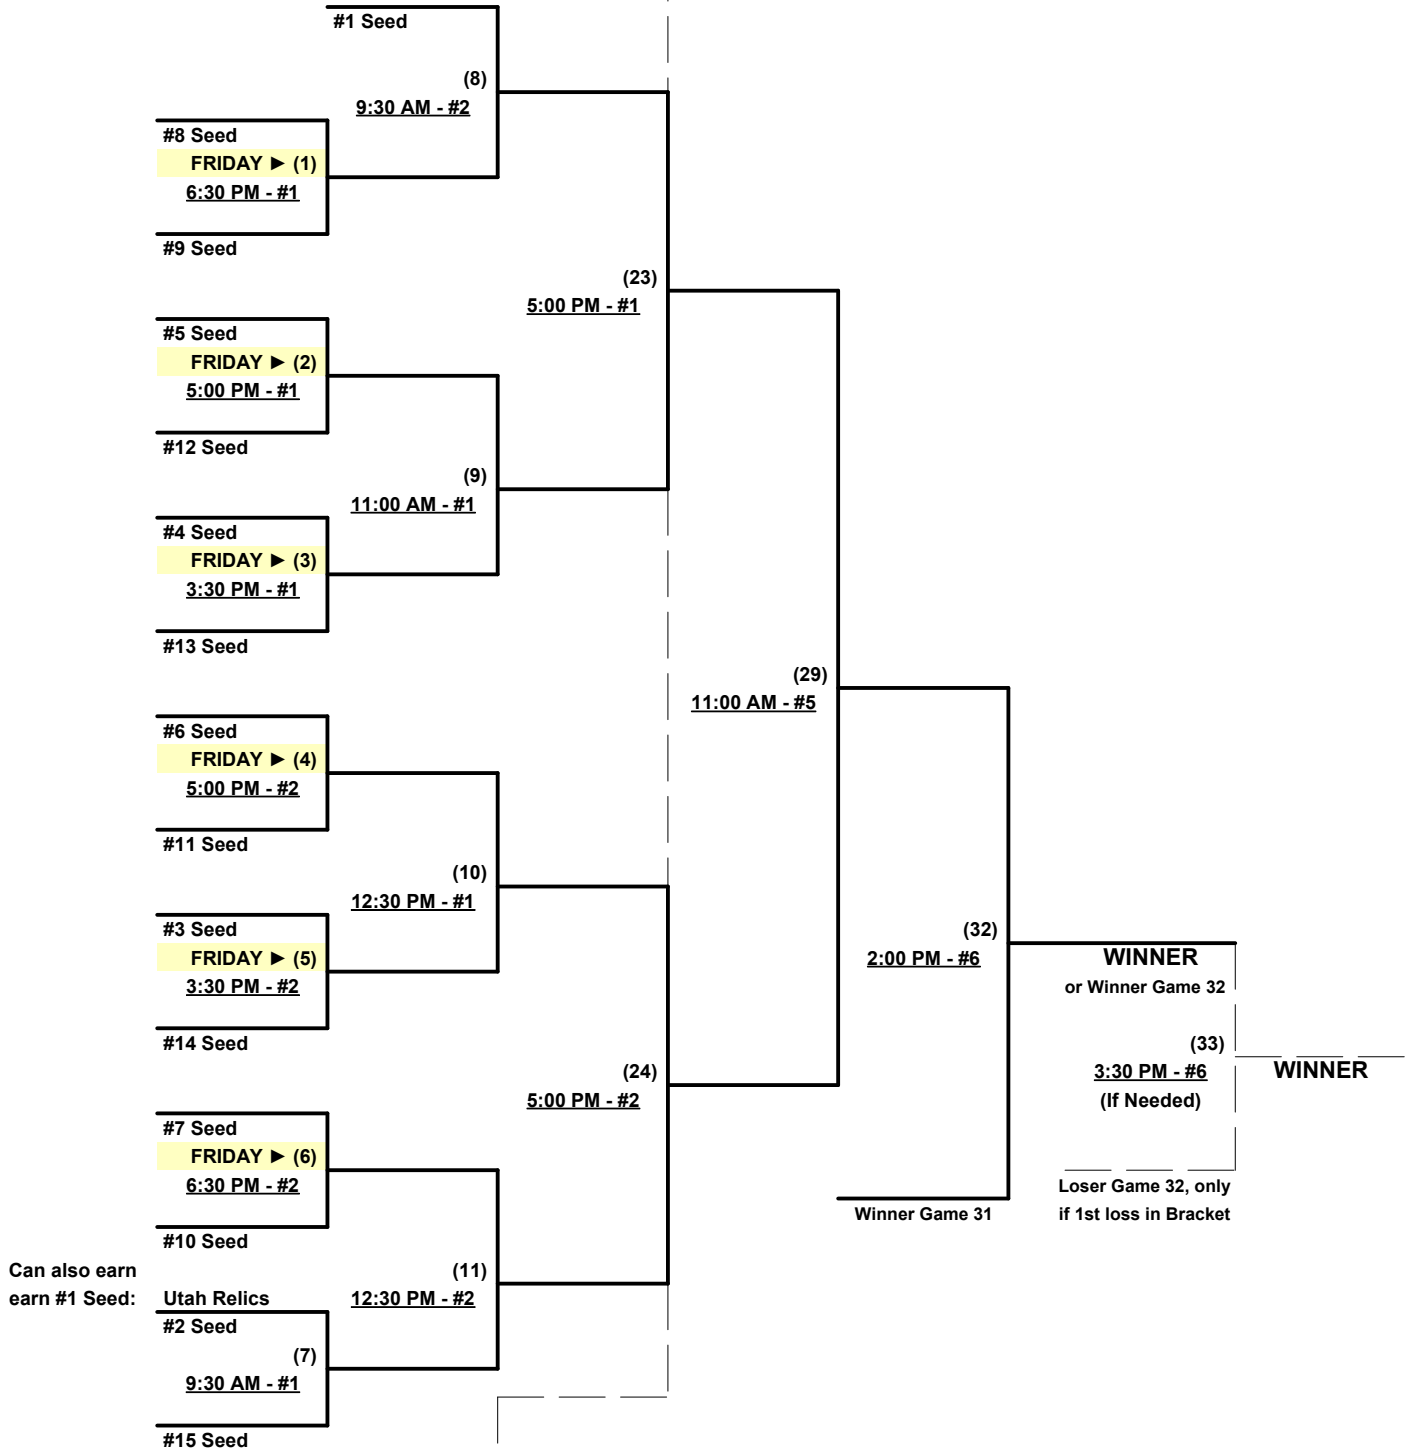 #1 Seed
(8)
9:30 AM - #2
#8 Seed
FRIDAY ► (1)
6:30 PM - #1
#9 Seed
(23)
5:00 PM - #1
#5 Seed
FRIDAY ► (2)
5:00 PM - #1
#12 Seed
(9)
11:00 AM - #1
#4 Seed
FRIDAY ► (3)
3:30 PM - #1
#13 Seed
(29)
11:00 AM - #5
#6 Seed
FRIDAY ► (4)
5:00 PM - #2
#11 Seed
(10)
12:30 PM - #1
#3 Seed
FRIDAY ► (5)
3:30 PM - #2
#14 Seed
(32)
2:00 PM - #6
WINNER
or Winner Game 32
(33)
3:30 PM - #6
(If Needed)
WINNER
(24)
5:00 PM - #2
#7 Seed
FRIDAY ► (6)
6:30 PM - #2
#10 Seed
Winner Game 31
Loser Game 32, only
if 1st loss in Bracket
(11)
12:30 PM - #2
Can also earn
earn #1 Seed:
Utah Relics
#2 Seed
(7)
9:30 AM - #1
#15 Seed